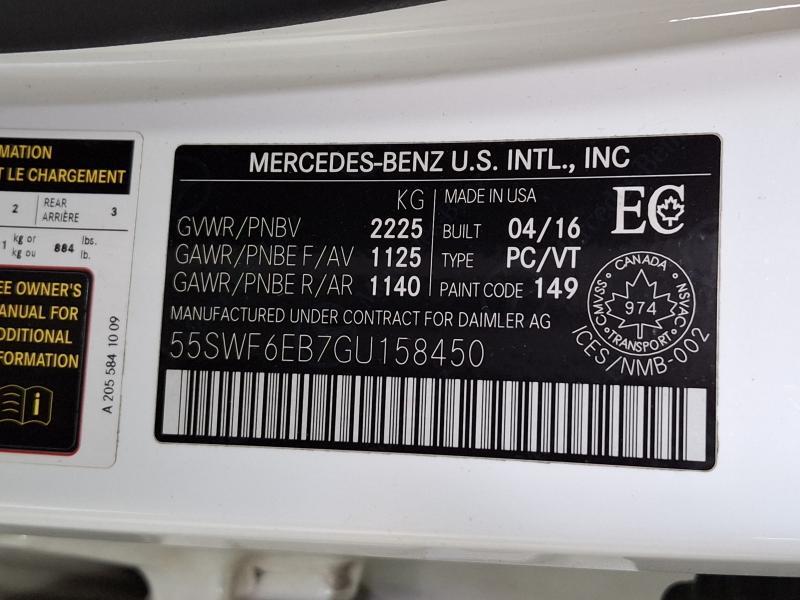 MATION
T LE CHARGEMENT
2 REAR ARRIÈRE 3
1 kg or kg ou 884 lbs. lb.
EE OWNER'S
ANUAL FOR
DDITIONAL
FORMATION
A 205 584 10 09
MERCEDES-BENZ U.S. INTL., INC
KG
GVWR/PNBV 2225
GAWR/PNBE F/AV 1125
GAWR/PNBE R/AR 1140
MADE IN USA
BUILT 04/16
TYPE PC/VT
PAINT CODE 149
MANUFACTURED UNDER CONTRACT FOR DAIMLER AG
55SWF6EB7GU158450
EC
CANADA
CMVSS 974 NSVAC
TRANSPORT
ICES/NMB-002